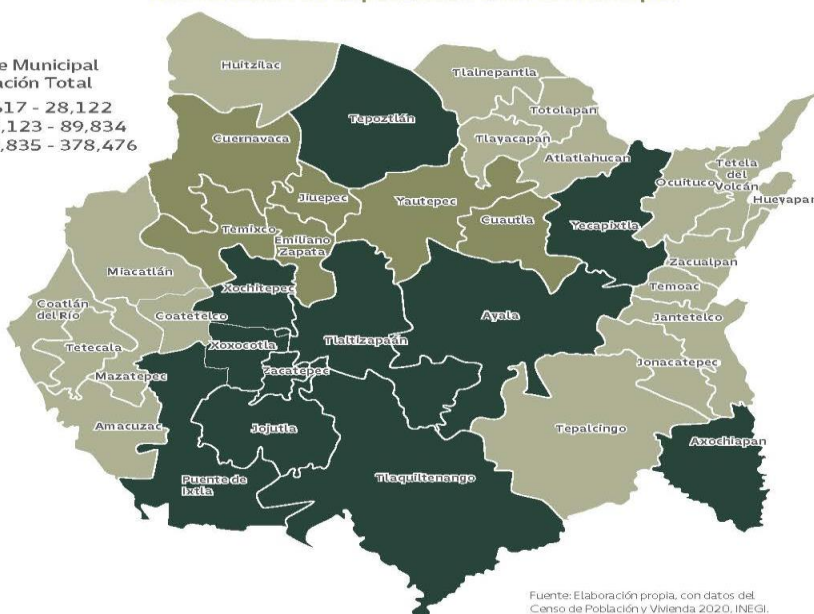 e Municipal
ación Total
517 - 28,122
,123 - 89,834
,835 - 378,476
Huitzilac
Tlalnepantla
Tepoztlán
Totolapan
Cuernavaca
Tlayacapan
Atlatlahucan
Tetela
del
Volcán
Ocuituco
Jiutepec
Yautepec
Hueyapan
Cuautla
Temixco
Yecapixtla
Emiliano
Zapata
Zacualpan
Miacatlán
Xochitepec
Temoac
Coatlán
del Río
Coatetelco
Ayala
Jantetelco
Tlaltizapaán
Xoxocotla
Tetecala
Jonacatepec
Zacatepec
Mazatepec
Amacuzac
Jojutla
Tepalcingo
Axochiapan
Puente de
Ixtla
Tlaquiltenango
Fuente: Elaboración propia, con datos del
Censo de Población y Vivienda 2020, INEGI.